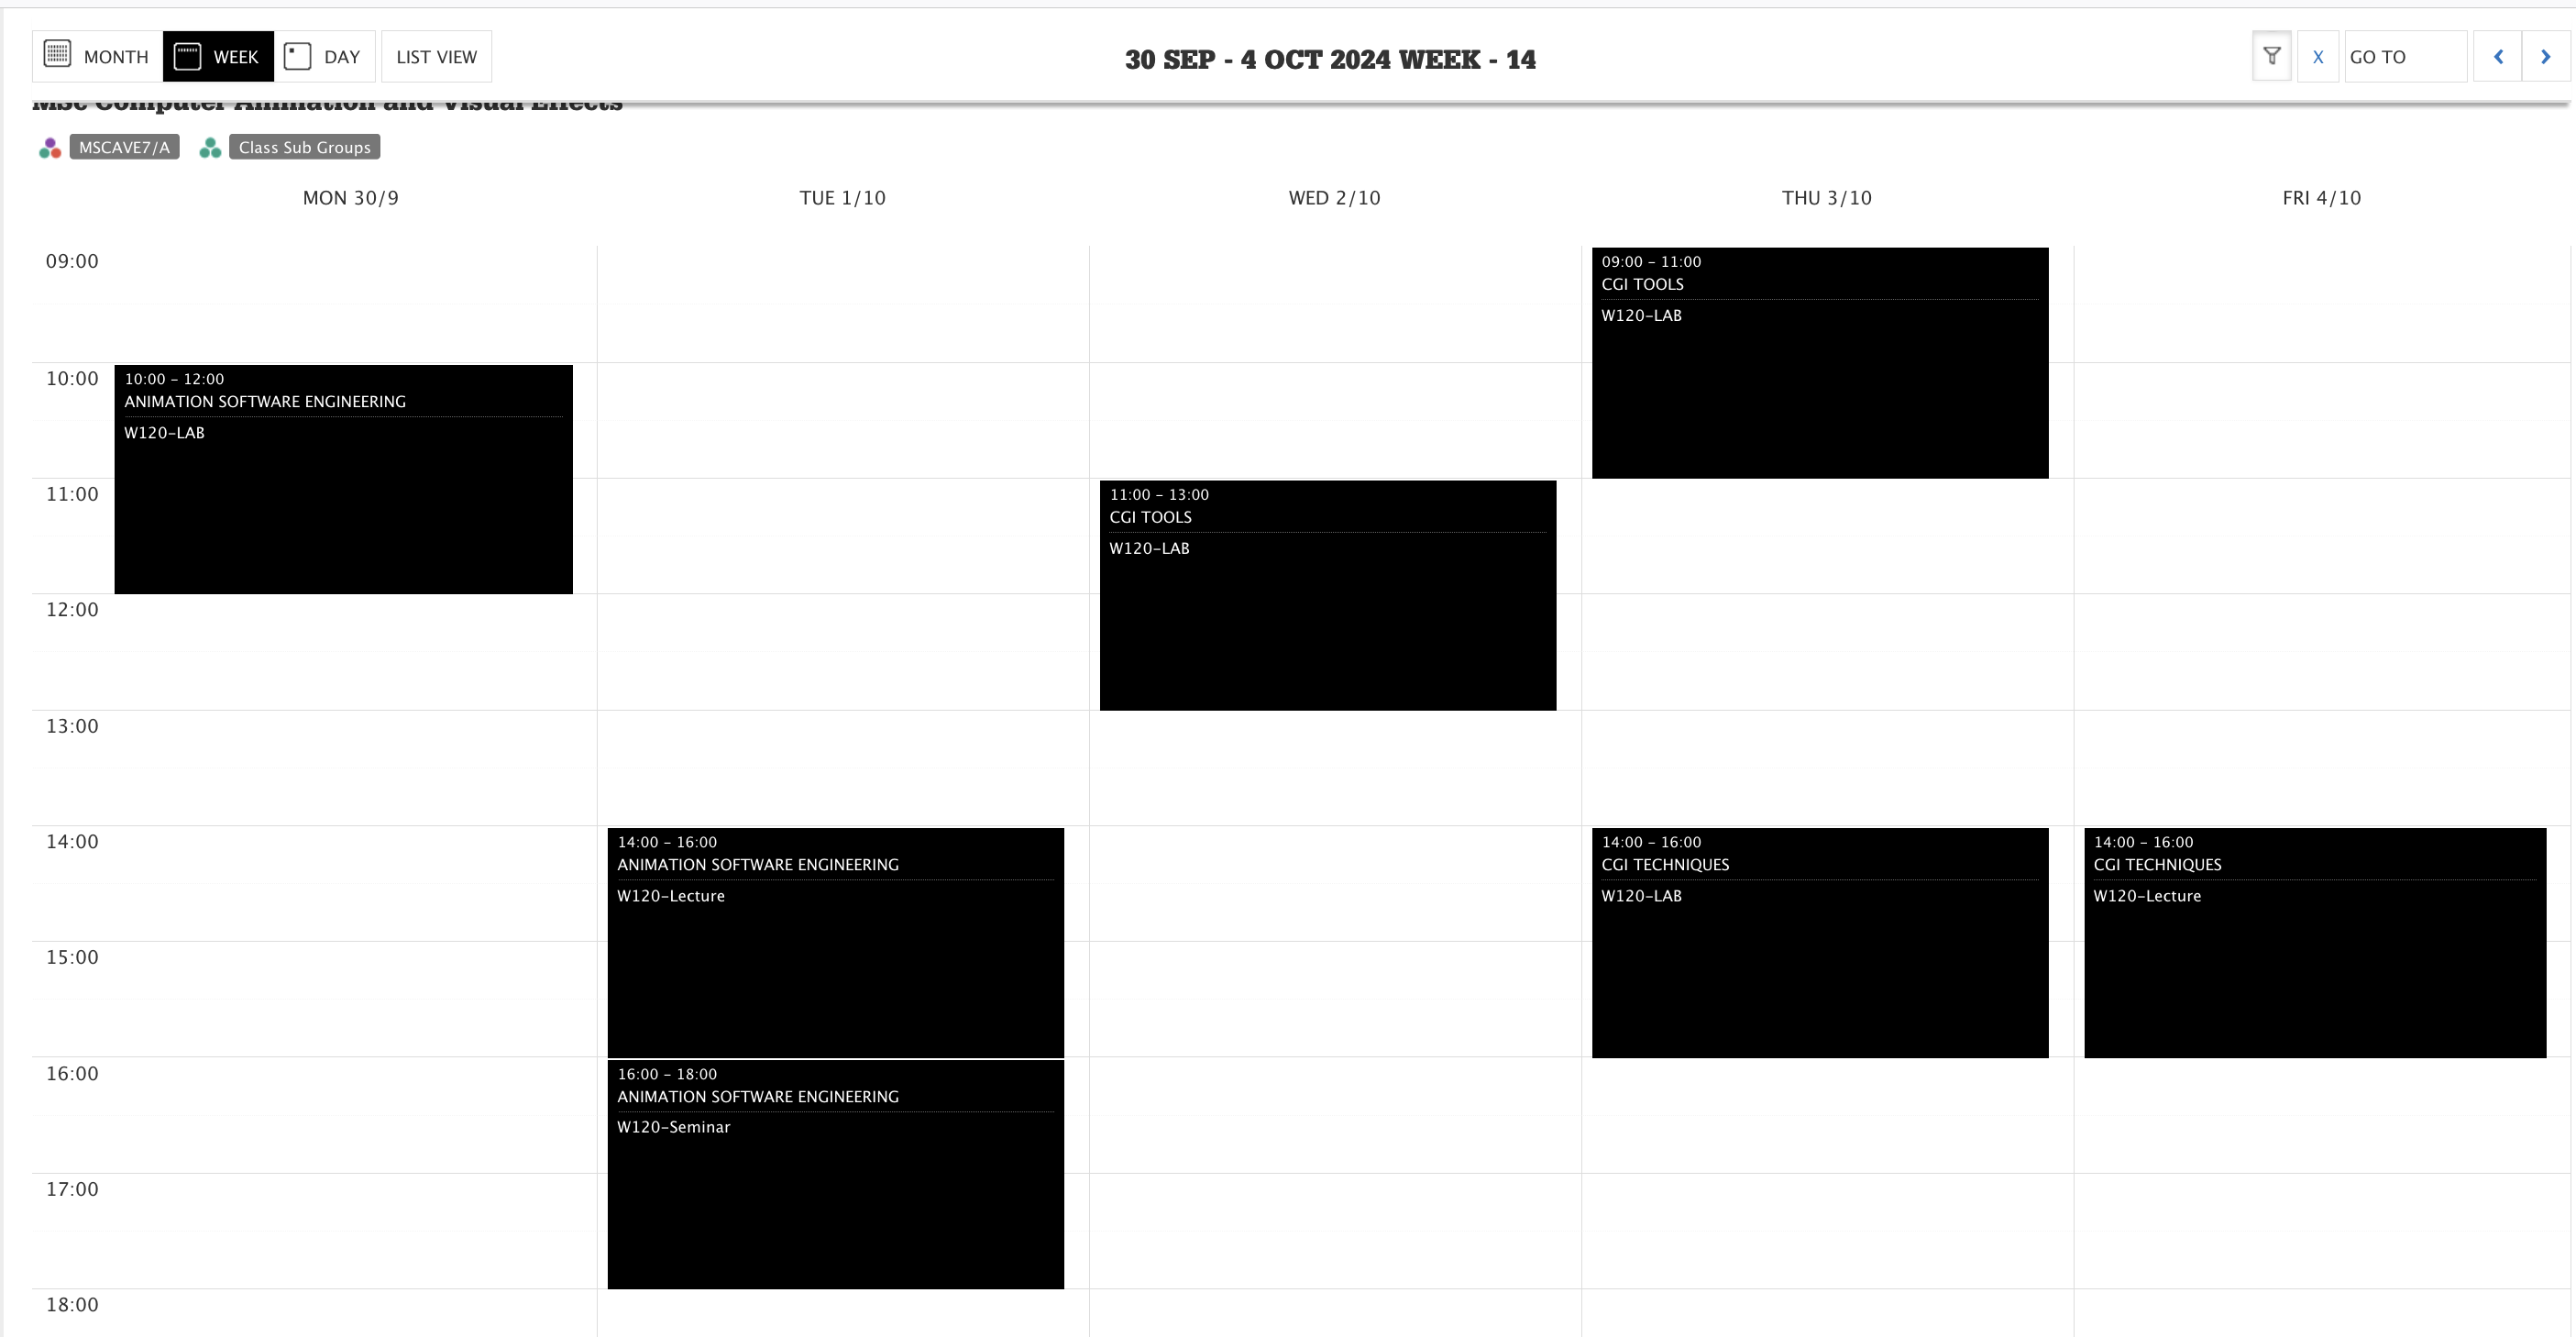 MONTH WEEK DAY LIST VIEW 30 SEP - 4 OCT 2024 WEEK - 14 X GO TO
MSc Computer Animation and Visual Effects
MSCAVE7/A Class Sub Groups
MON 30/9 TUE 1/10 WED 2/10 THU 3/10 FRI 4/10
09:00
10:00
11:00
12:00
13:00
14:00
15:00
16:00
17:00
18:00
10:00 – 12:00
ANIMATION SOFTWARE ENGINEERING
W120–LAB
14:00 – 16:00
ANIMATION SOFTWARE ENGINEERING
W120–Lecture
16:00 – 18:00
ANIMATION SOFTWARE ENGINEERING
W120–Seminar
11:00 – 13:00
CGI TOOLS
W120–LAB
09:00 – 11:00
CGI TOOLS
W120–LAB
14:00 – 16:00
CGI TECHNIQUES
W120–LAB
14:00 – 16:00
CGI TECHNIQUES
W120–Lecture